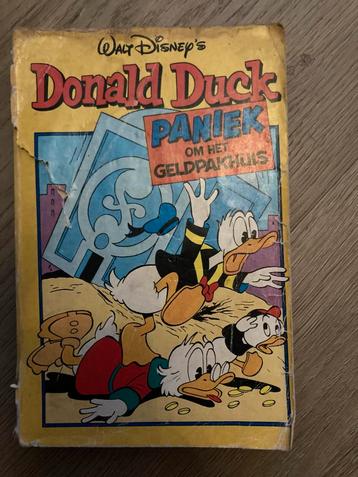 WALT DISNEY'S
Donald Duck
PANIEK
OM HET
GELDPAKHUIS